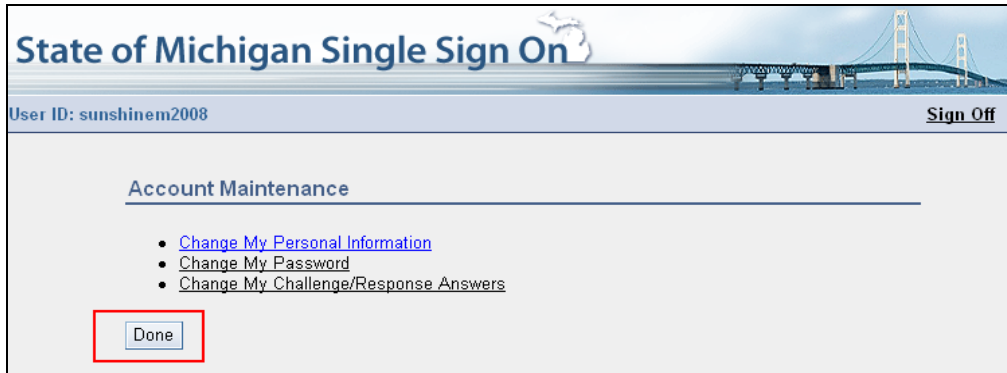 State of Michigan Single Sign On
User ID: sunshinem2008 Sign Off
Account Maintenance
Change My Personal Information
Change My Password
Change My Challenge/Response Answers
Done